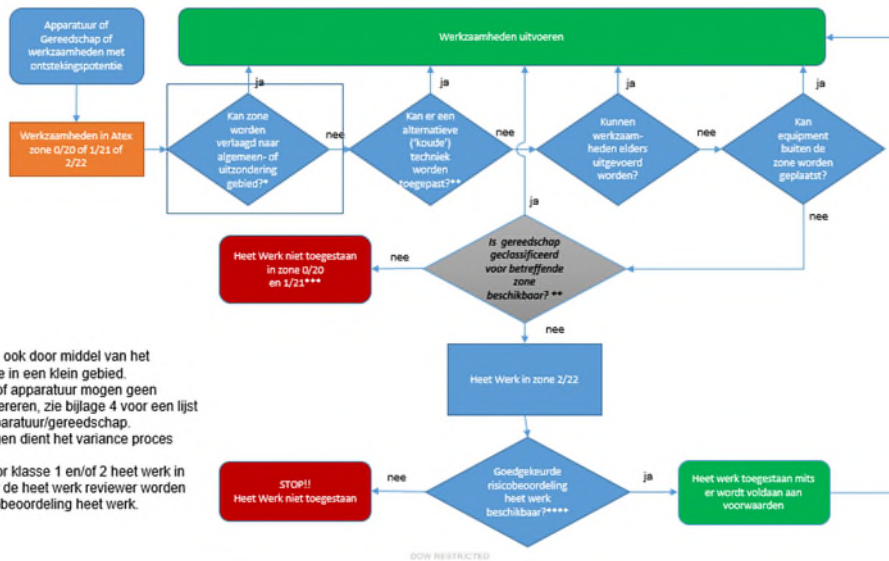 Apparatuur of
Gereedschap of
werkzaamheden met
ontstekingspotentie
Werkzaamheden uitvoeren
ja
ja
ja
ja
Werkzaamheden in Atex
zone 0/20 of 1/21 of
2/22
Kan zone
worden
verlaagd naar
algemeen- of
uitzondering
gebied?*
nee
Kan er een
alternatieve
('koude')
techniek
worden
toegepast?**
nee
Kunnen
werkzaam-
heden elders
uitgevoerd
worden?
nee
Kan
equipment
buiten de
zone worden
geplaatst?
ja
nee
Heet Werk niet toegestaan
in zone 0/20
en 1/21***
nee
Is gereedschap
geclassificeerd
voor betreffende
zone
beschikbaar? **
nee
Heet Werk in zone 2/22
ook door middel van het
e in een klein gebied.
of apparatuur mogen geen
ereren, zie bijlage 4 voor een lijst
paratuur/gereedschap.
gen dient het variance proces
or klasse 1 en/of 2 heet werk in
de heet werk reviewer worden
obeoordeling heet werk.
STOP!!
Heet Werk niet toegestaan
nee
Goedgekeurde
risicobeoordeling
heet werk
beschikbaar?****
ja
Heet werk toegestaan mits
er wordt voldaan aan
voorwaarden
DOW RESTRICTED